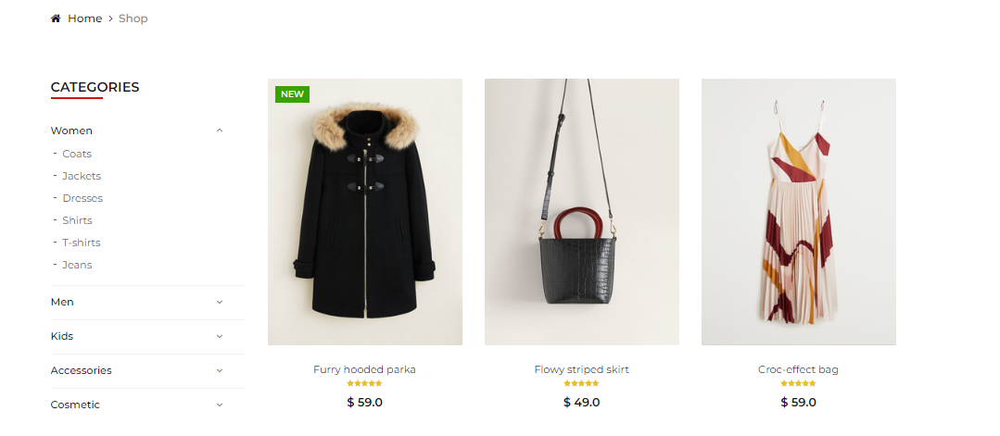 Home > Shop
CATEGORIES
Women
- Coats
- Jackets
- Dresses
- Shirts
- T-shirts
- Jeans
Men
Kids
Accessories
Cosmetic
NEW
Furry hooded parka
$ 59.0
Flowy striped skirt
$ 49.0
Croc-effect bag
$ 59.0